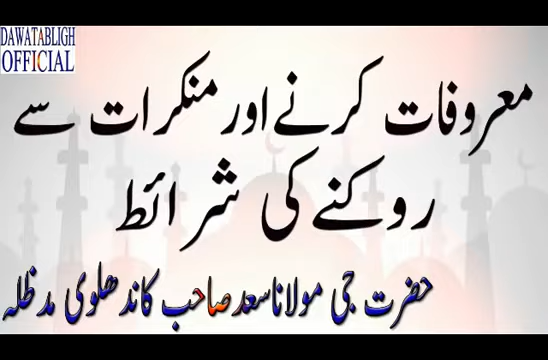 DAWATABLIGH
OFFICIAL
معروفات کرنے اور منکرات سے
روکنے کی شرائط
حضرت جی مولانا سعد صاحب کاندھلوی مدظلہ